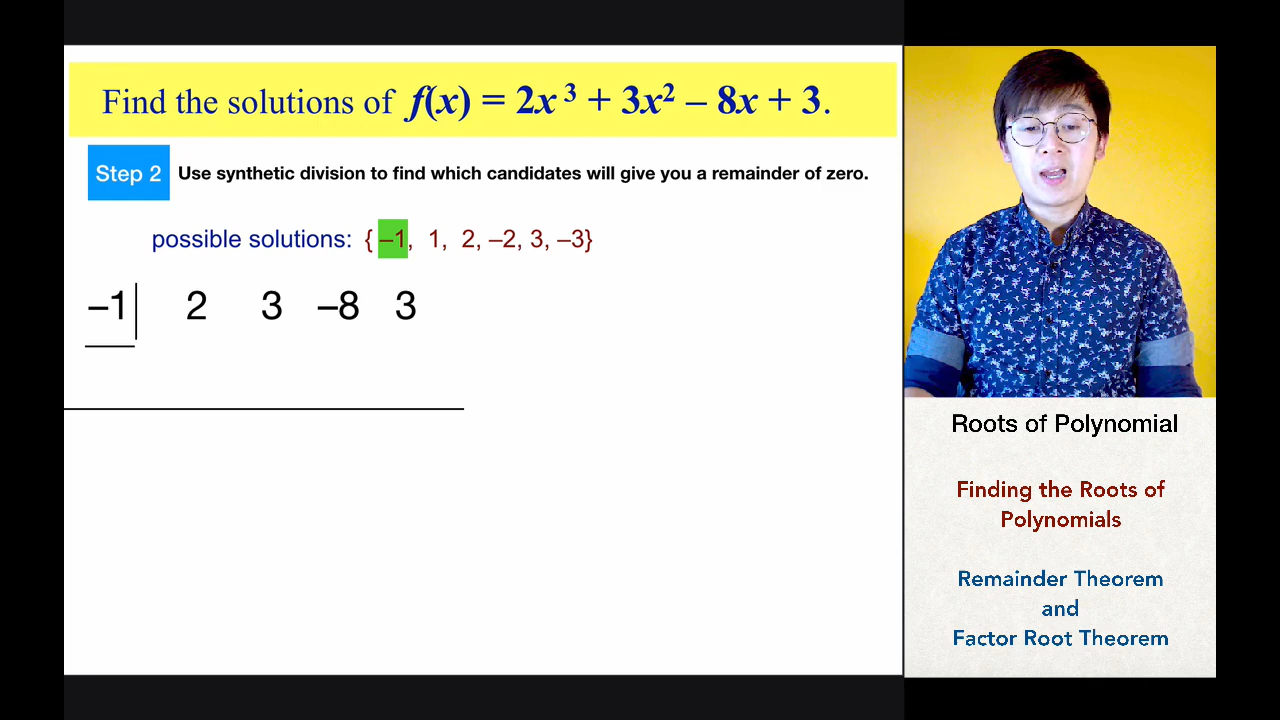 Find the solutions of f(x) = 2x³ + 3x² – 8x + 3.
Step 2 Use synthetic division to find which candidates will give you a remainder of zero.
possible solutions: { –1, 1, 2, –2, 3, –3}
–1 2 3 –8 3
Roots of Polynomial
Finding the Roots of
Polynomials
Remainder Theorem
and
Factor Root Theorem